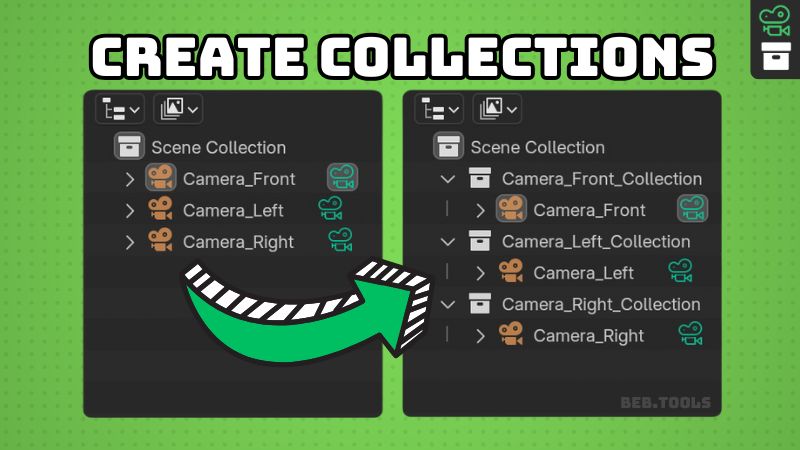 CREATE COLLECTIONS
Scene Collection
Camera_Front
Camera_Left
Camera_Right
Scene Collection
Camera_Front_Collection
Camera_Front
Camera_Left_Collection
Camera_Left
Camera_Right_Collection
Camera_Right
BEB.TOOLS